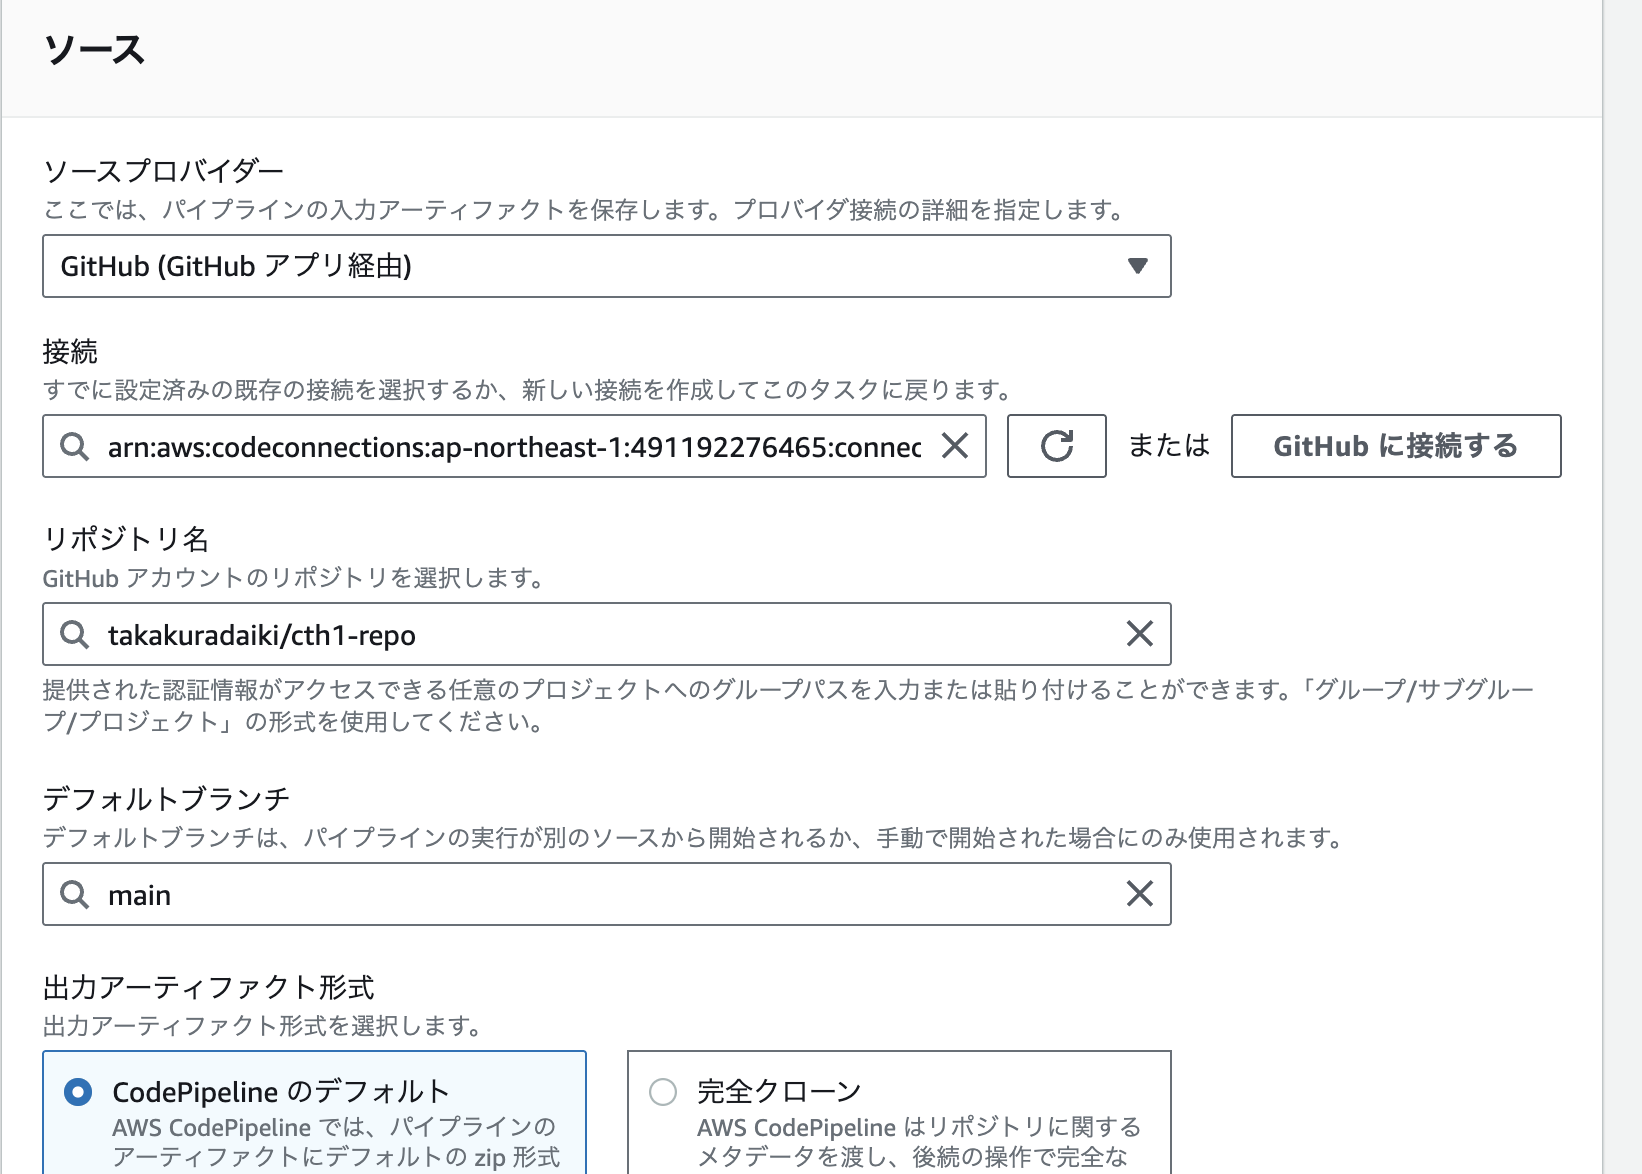 ソース
ソースプロバイダー
ここでは、パイプラインの入力アーティファクトを保存します。プロバイダ接続の詳細を指定します。
GitHub (GitHub アプリ経由)
接続
すでに設定済みの既存の接続を選択するか、新しい接続を作成してこのタスクに戻ります。
arn:aws:codeconnections:ap-northeast-1:491192276465:connec
または
GitHub に接続する
リポジトリ名
GitHub アカウントのリポジトリを選択します。
takakuradaiki/cth1-repo
提供された認証情報がアクセスできる任意のプロジェクトへのグループパスを入力または貼り付けることができます。「グループ/サブグルー
プ/プロジェクト」の形式を使用してください。
デフォルトブランチ
デフォルトブランチは、パイプラインの実行が別のソースから開始されるか、手動で開始された場合にのみ使用されます。
main
出力アーティファクト形式
出力アーティファクト形式を選択します。
CodePipeline のデフォルト
AWS CodePipeline では、パイプラインの
アーティファクトにデフォルトの zip 形式
完全クローン
AWS CodePipeline はリポジトリに関する
メタデータを渡し、後続の操作で完全な